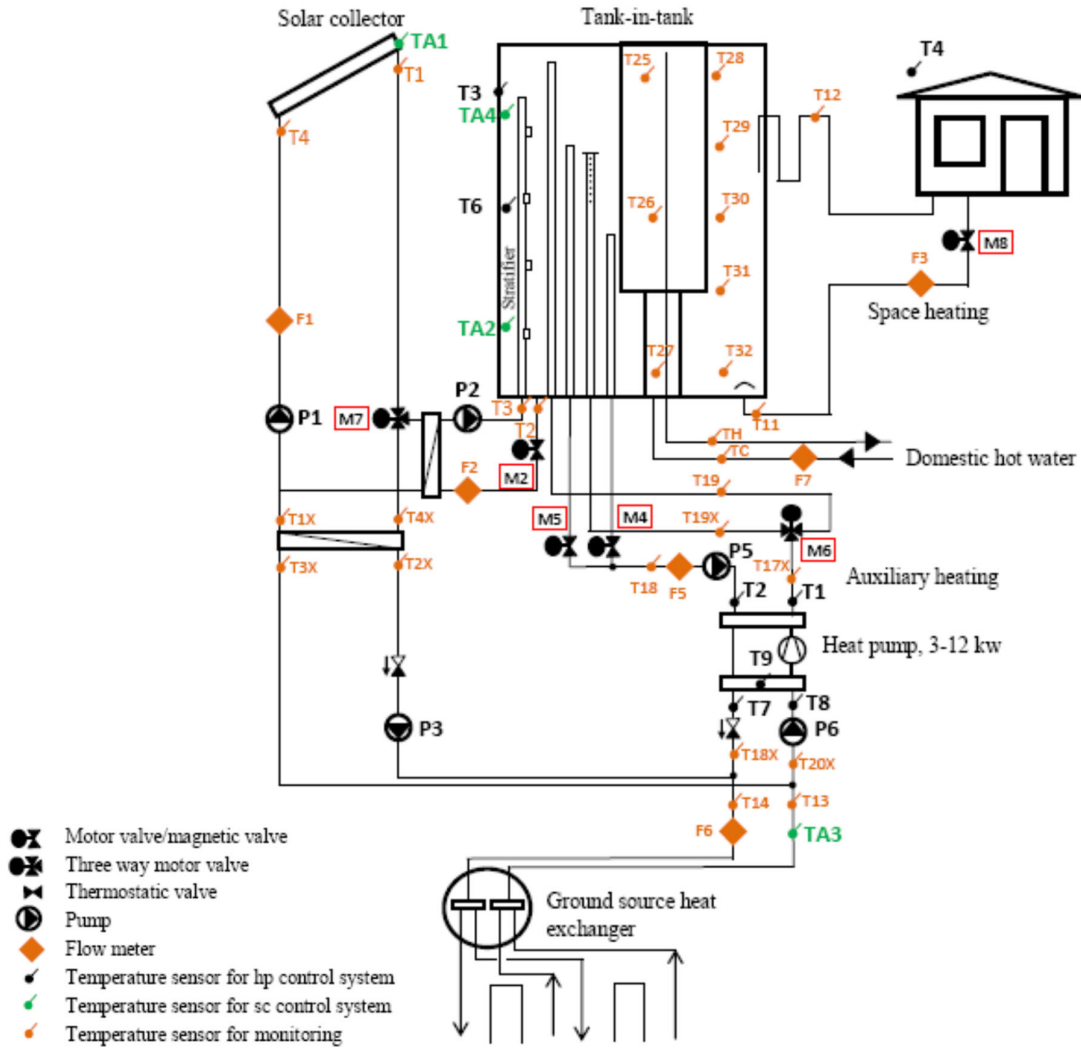 Solar collector
Tank-in-tank
TA1
T1
T4
T3
TA4
T6
TA2
Stratifier
T25
T28
T29
T26
T30
T31
T27
T32
T12
T4
M8
F3
Space heating
F1
P1
M7
P2
T3
T2
F2
M2
T11
TH
TC
F7
Domestic hot water
T19
T19X
M5
M4
M6
T1X
T4X
T3X
T2X
T18
F5
P5
T17X
Auxiliary heating
T2
T1
Heat pump, 3-12 kw
T9
T7
T8
P3
P6
T18X
T20X
T14
T13
F6
TA3
Motor valve/magnetic valve
Three way motor valve
Thermostatic valve
Pump
Flow meter
Temperature sensor for hp control system
Temperature sensor for sc control system
Temperature sensor for monitoring
Ground source heat
exchanger